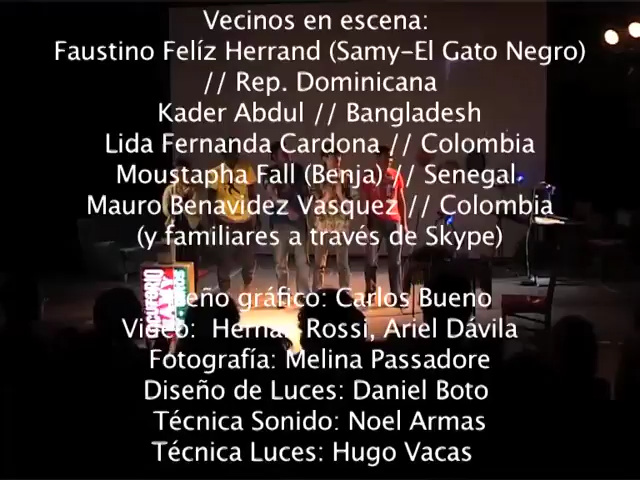 Vecinos en escena:
Faustino Felíz Herrand (Samy-El Gato Negro)
// Rep. Dominicana
Kader Abdul // Bangladesh
Lida Fernanda Cardona // Colombia
Moustapha Fall (Benja) // Senegal
Mauro Benavidez Vasquez // Colombia
(y familiares a través de Skype)
Diseño gráfico: Carlos Bueno
Video: Hernan Rossi, Ariel Dávila
Fotografía: Melina Passadore
Diseño de Luces: Daniel Boto
Técnica Sonido: Noel Armas
Técnica Luces: Hugo Vacas